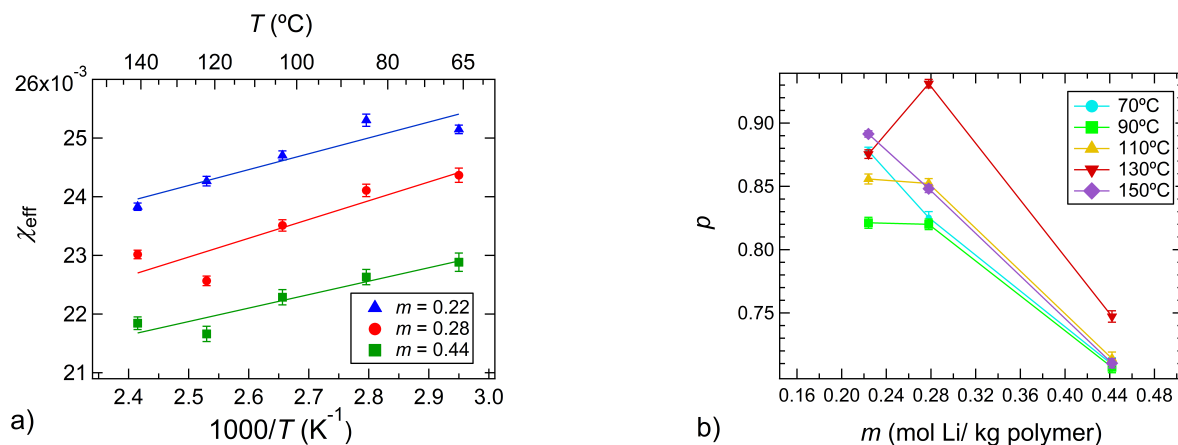 T (ºC)
140 120 100 80 65
26x10⁻³
25
24
23
22
21
χeff
m = 0.22
m = 0.28
m = 0.44
2.4 2.5 2.6 2.7 2.8 2.9 3.0
1000/T (K⁻¹)
a)
0.90
0.85
0.80
0.75
p
70ºC
90ºC
110ºC
130ºC
150ºC
0.16 0.20 0.24 0.28 0.32 0.36 0.40 0.44 0.48
m (mol Li/ kg polymer)
b)